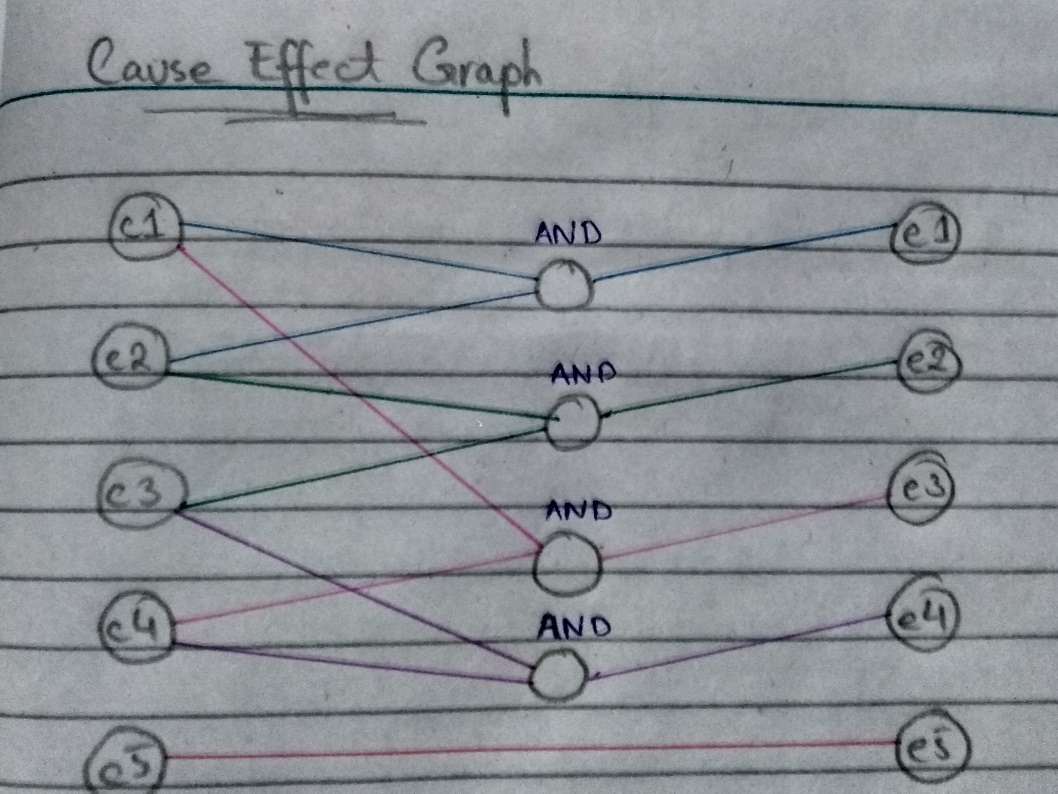 Cause Effect Graph
c1 AND e1
c2 AND e2
c3 AND e3
c4 AND e4
c5 e5